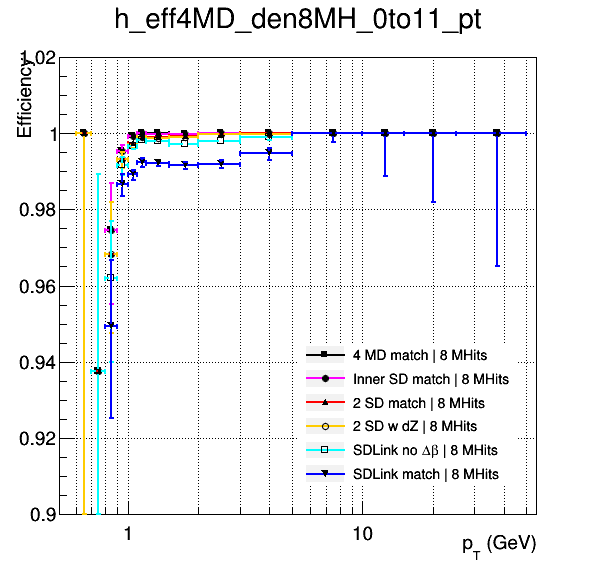 h_eff4MD_den8MH_0to11_pt
Efficiency
1.02
1
0.98
0.96
0.94
0.92
0.9
4 MD match | 8 MHits
Inner SD match | 8 MHits
2 SD match | 8 MHits
2 SD w dZ | 8 MHits
SDLink no Δβ | 8 MHits
SDLink match | 8 MHits
1
10
p_T (GeV)